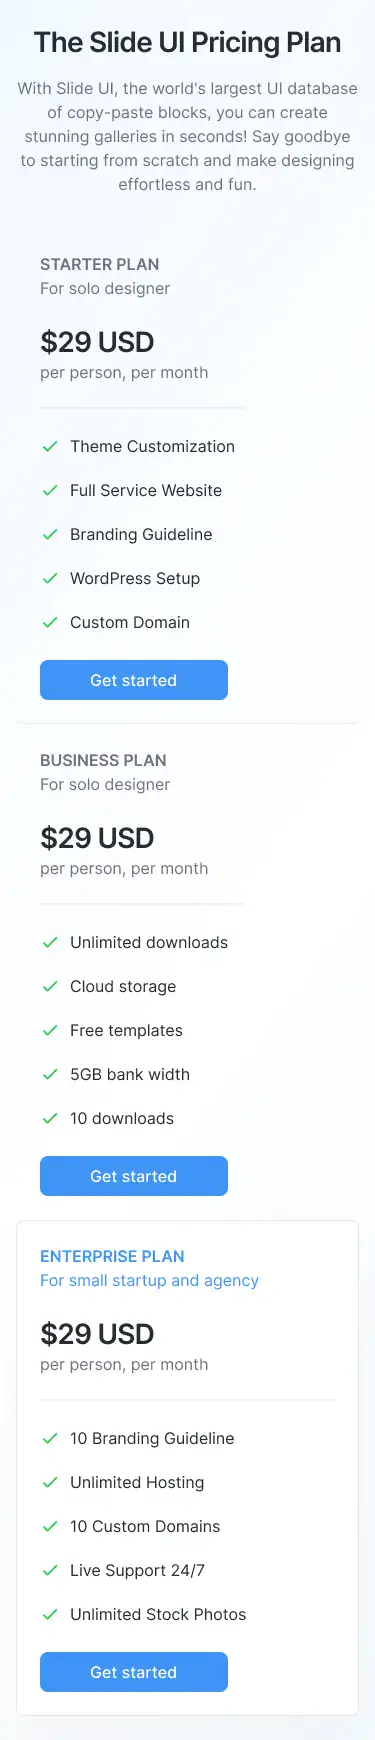 The Slide UI Pricing Plan
With Slide UI, the world's largest UI database
of copy-paste blocks, you can create
stunning galleries in seconds! Say goodbye
to starting from scratch and make designing
effortless and fun.
STARTER PLAN
For solo designer
$29 USD
per person, per month
Theme Customization
Full Service Website
Branding Guideline
WordPress Setup
Custom Domain
Get started
BUSINESS PLAN
For solo designer
$29 USD
per person, per month
Unlimited downloads
Cloud storage
Free templates
5GB bank width
10 downloads
Get started
ENTERPRISE PLAN
For small startup and agency
$29 USD
per person, per month
10 Branding Guideline
Unlimited Hosting
10 Custom Domains
Live Support 24/7
Unlimited Stock Photos
Get started